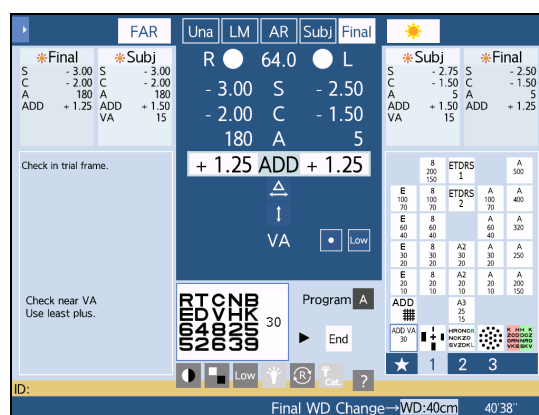 FAR Una LM AR Subj Final
Final Subj
S - 3.00 S - 3.00
C - 2.00 C - 2.00
A 180 A 180
ADD + 1.25 ADD + 1.50
VA 15
R 64.0 L
- 3.00 S - 2.50
- 2.00 C - 1.50
180 A 5
+ 1.25 ADD + 1.25
VA Low
Subj Final
S - 2.75 S - 2.50
C - 1.50 C - 1.50
A 5 A 5
ADD + 1.50 ADD + 1.25
VA 15
Check in trial frame.
Check near VA
Use least plus.
RTCNB
EDVHK
64825
52639
30
Program A
End
8 200 150 ETDRS 1 A 500
E 100 70 8 100 70 ETDRS 2 A 100 70 A 400
E 60 40 8 60 40 A 60 40 A 320
E 30 20 8 30 20 A2 30 20 A 30 20 A 250
E 20 10 8 20 10 A2 20 10 A 20 10 A 200 150
ADD A3 25 15
ADD VA 30
1 2 3
Low R Cat. ?
ID:
Final WD Change→WD:40cm 40'38"